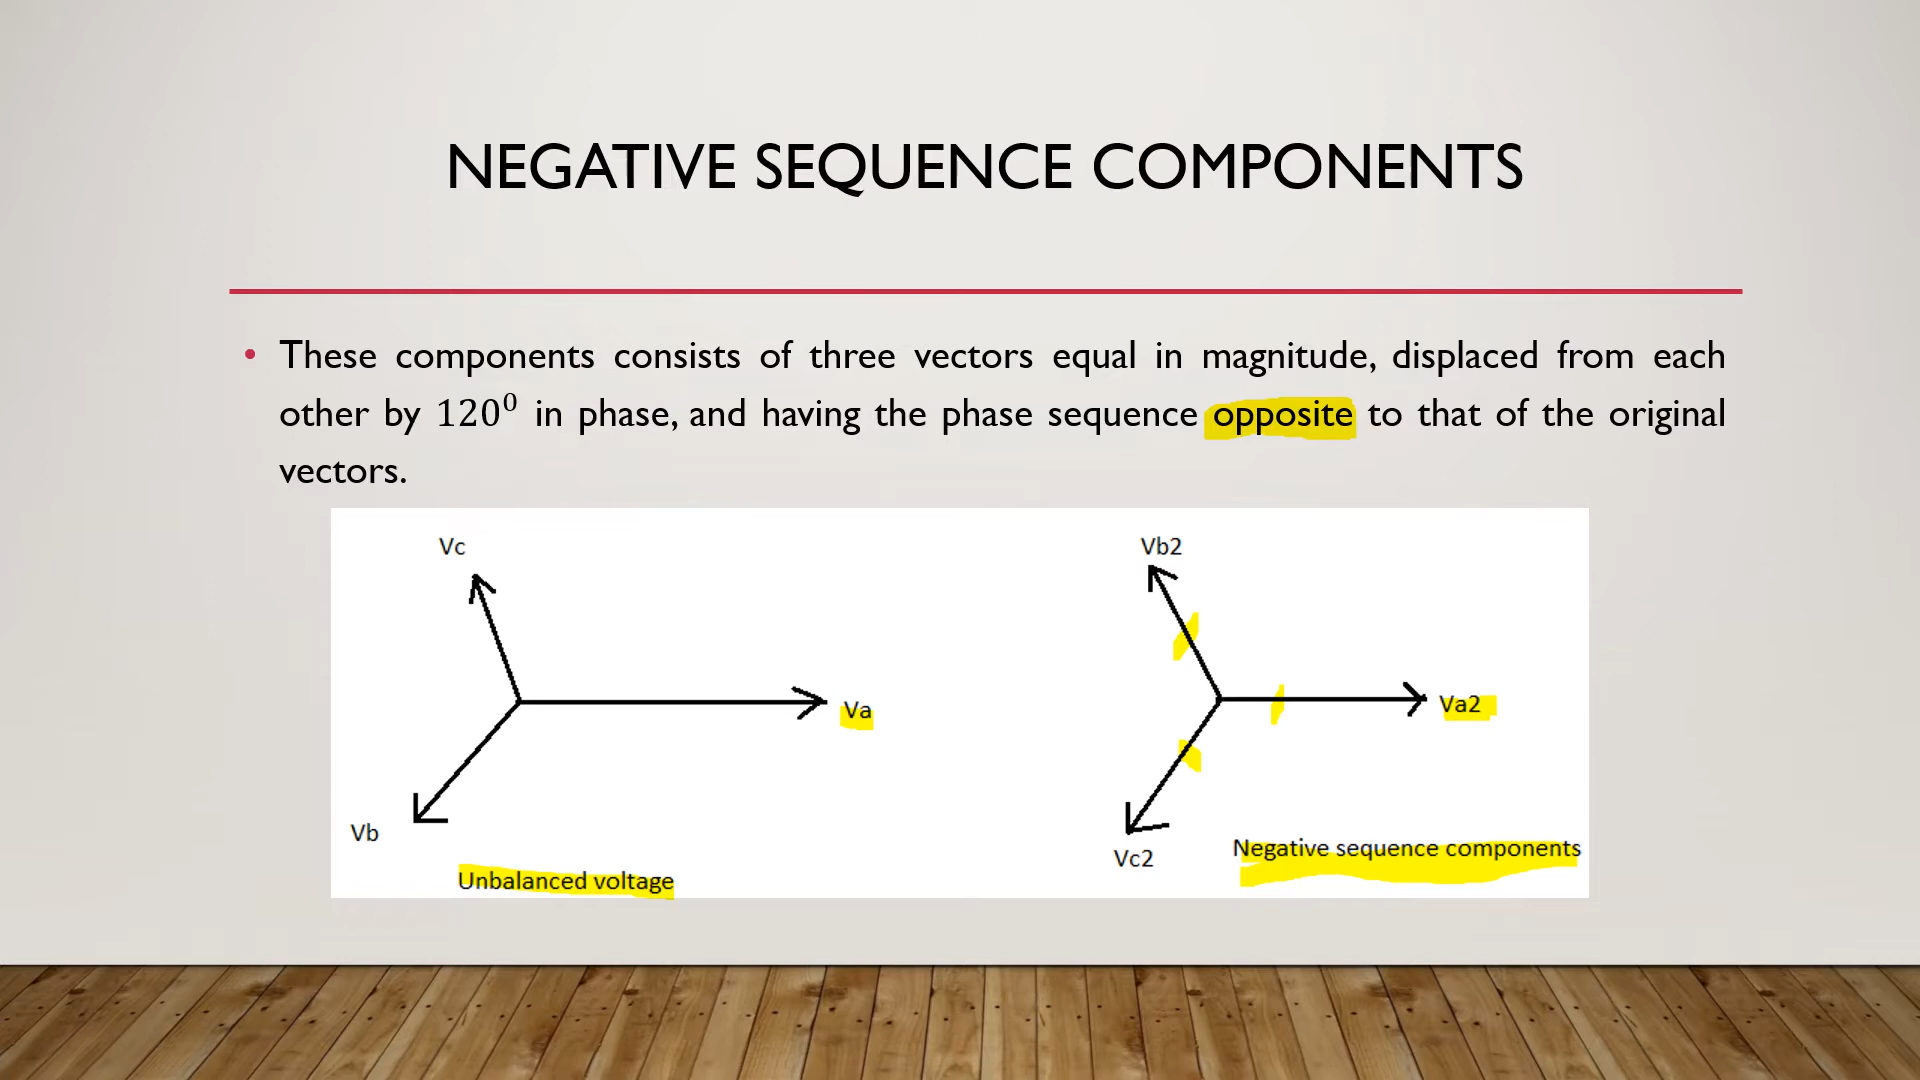 NEGATIVE SEQUENCE COMPONENTS
• These components consists of three vectors equal in magnitude, displaced from each
other by 120⁰ in phase, and having the phase sequence opposite to that of the original
vectors.
Vc
Va
Vb
Unbalanced voltage
Vb2
Va2
Vc2
Negative sequence components